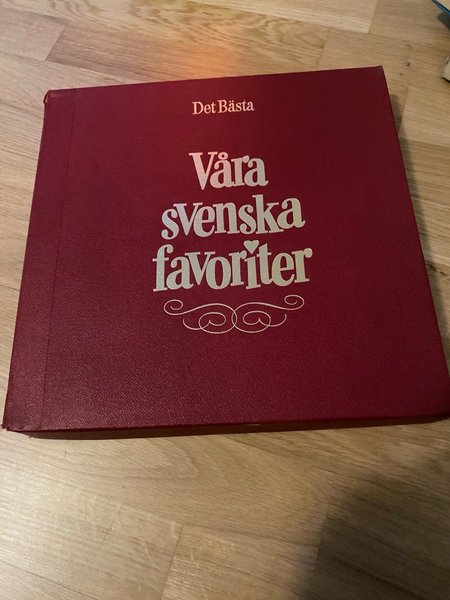 Det Bästa
Våra
svenska
favoriter